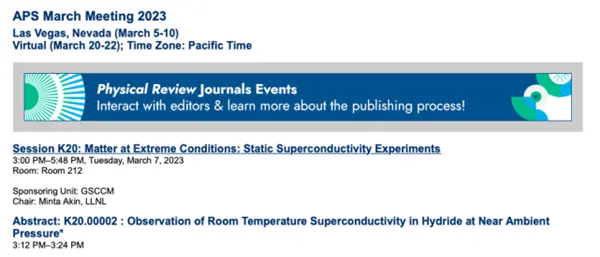 APS March Meeting 2023
Las Vegas, Nevada (March 5-10)
Virtual (March 20-22); Time Zone: Pacific Time
Physical Review Journals Events
Interact with editors & learn more about the publishing process!
Session K20: Matter at Extreme Conditions: Static Superconductivity Experiments
3:00 PM–5:48 PM, Tuesday, March 7, 2023
Room: Room 212
Sponsoring Unit: GSCCM
Chair: Minta Akin, LLNL
Abstract: K20.00002 : Observation of Room Temperature Superconductivity in Hydride at Near Ambient
Pressure*
3:12 PM–3:24 PM